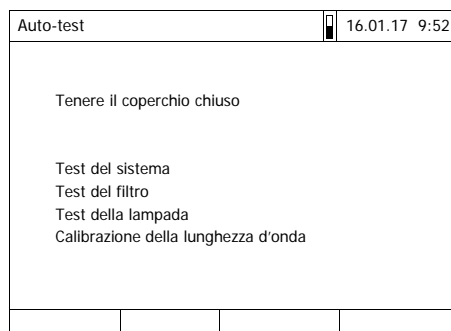 Auto-test 16.01.17 9:52
Tenere il coperchio chiuso
Test del sistema
Test del filtro
Test della lampada
Calibrazione della lunghezza d'onda